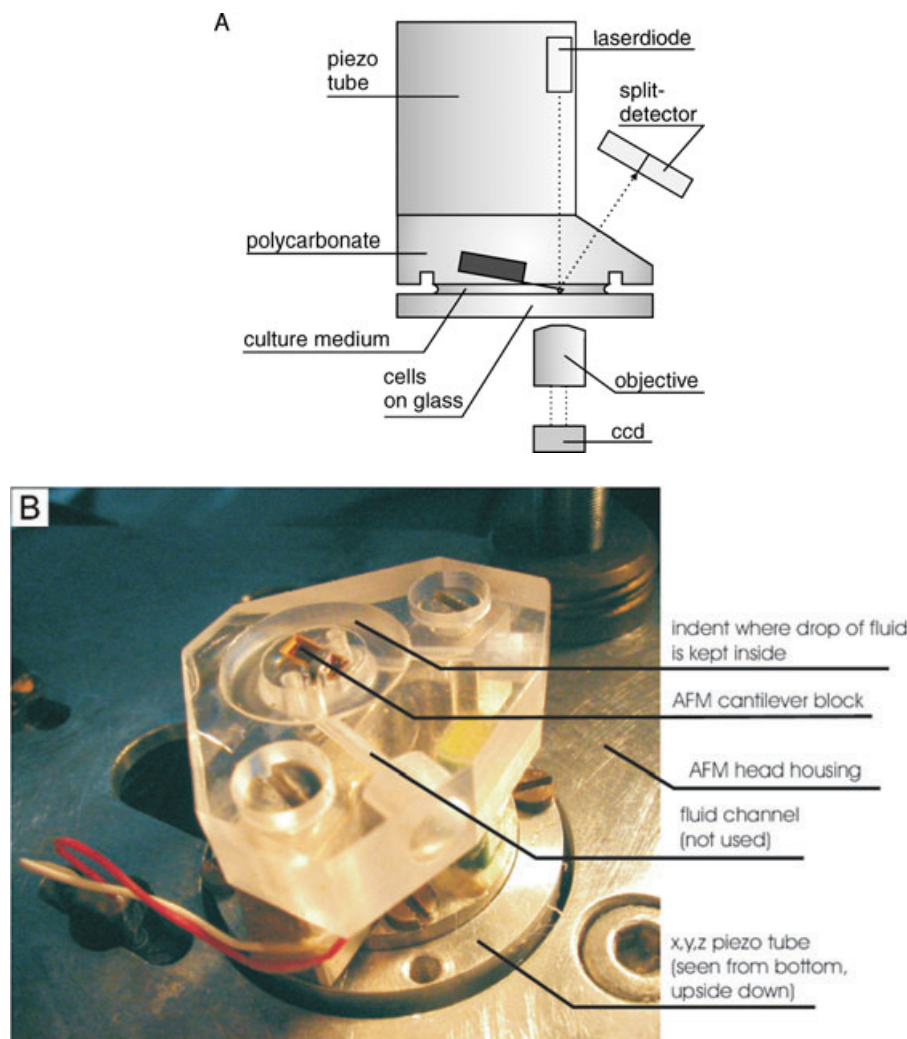 A
laserdiode
piezo
tube
split-
detector
polycarbonate
culture medium
cells
on glass
objective
ccd
B
indent where drop of fluid
is kept inside
AFM cantilever block
AFM head housing
fluid channel
(not used)
x,y,z piezo tube
(seen from bottom,
upside down)